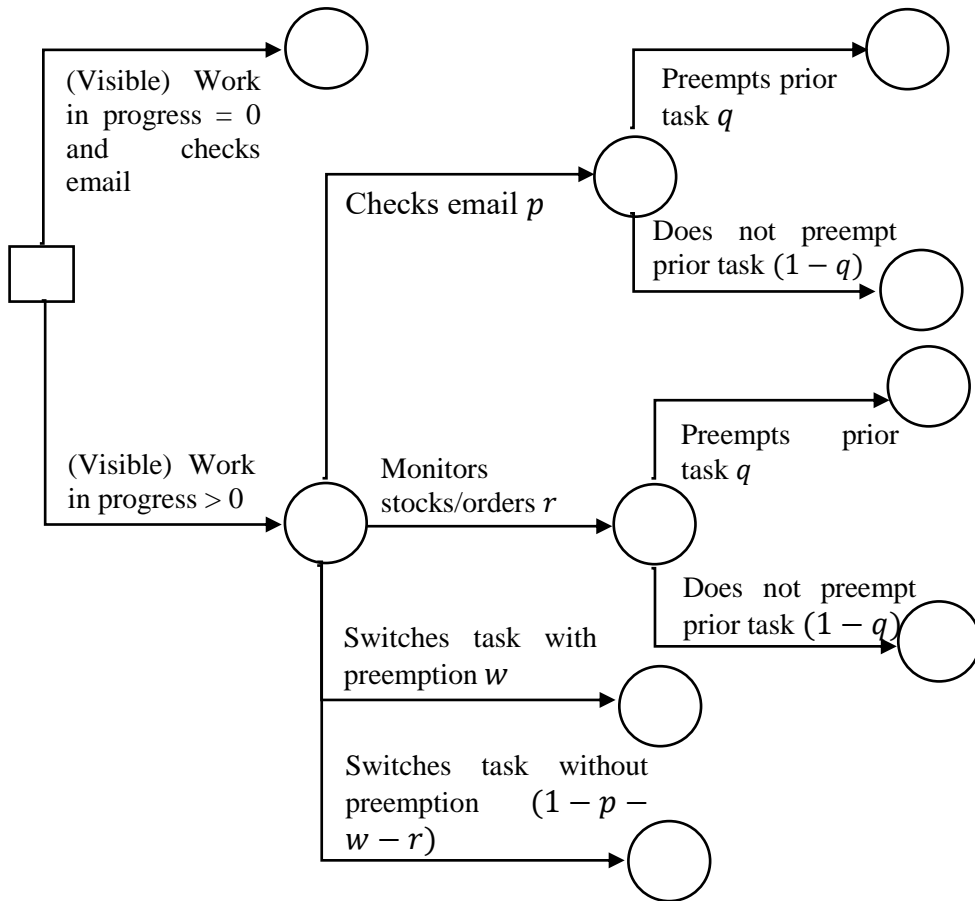 (Visible) Work
in progress = 0
and checks
email
Preempts prior
task q
Checks email p
Does not preempt
prior task (1 − q)
(Visible) Work
in progress > 0
Monitors
stocks/orders r
Preempts prior
task q
Does not preempt
prior task (1 − q)
Switches task with
preemption w
Switches task without
preemption (1 − p −
w − r)